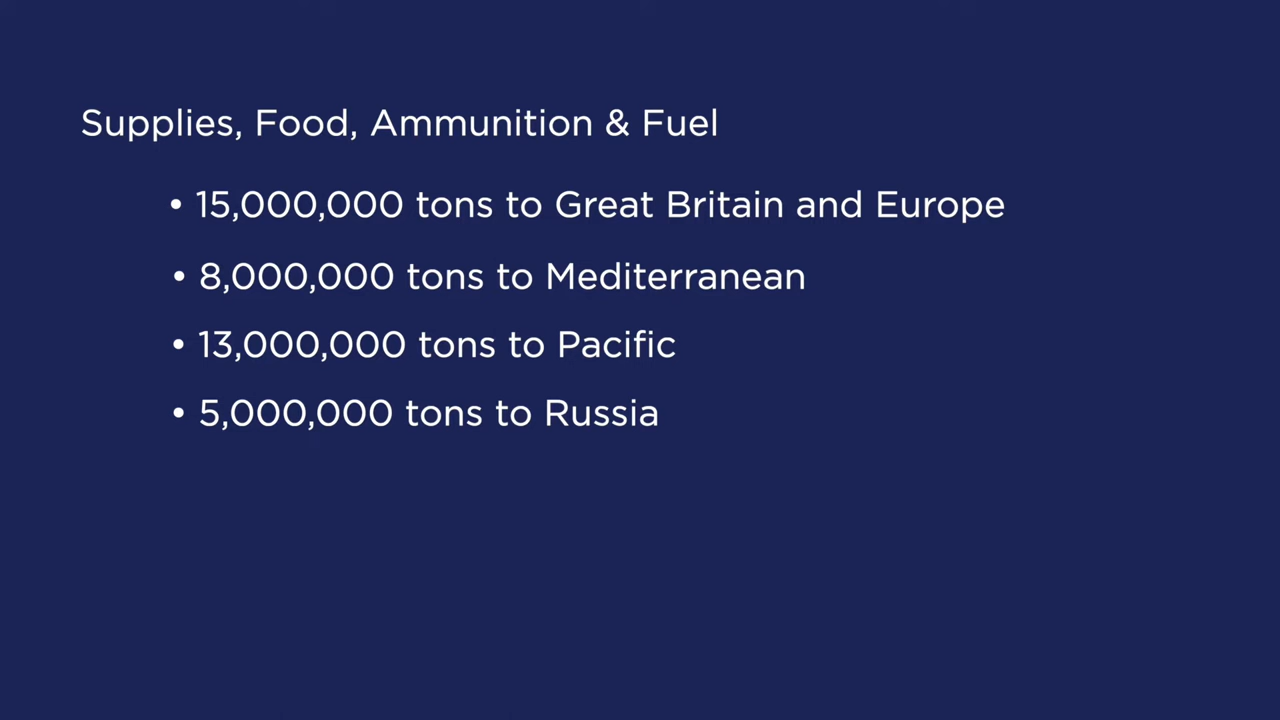 Supplies, Food, Ammunition & Fuel
• 15,000,000 tons to Great Britain and Europe
• 8,000,000 tons to Mediterranean
• 13,000,000 tons to Pacific
• 5,000,000 tons to Russia